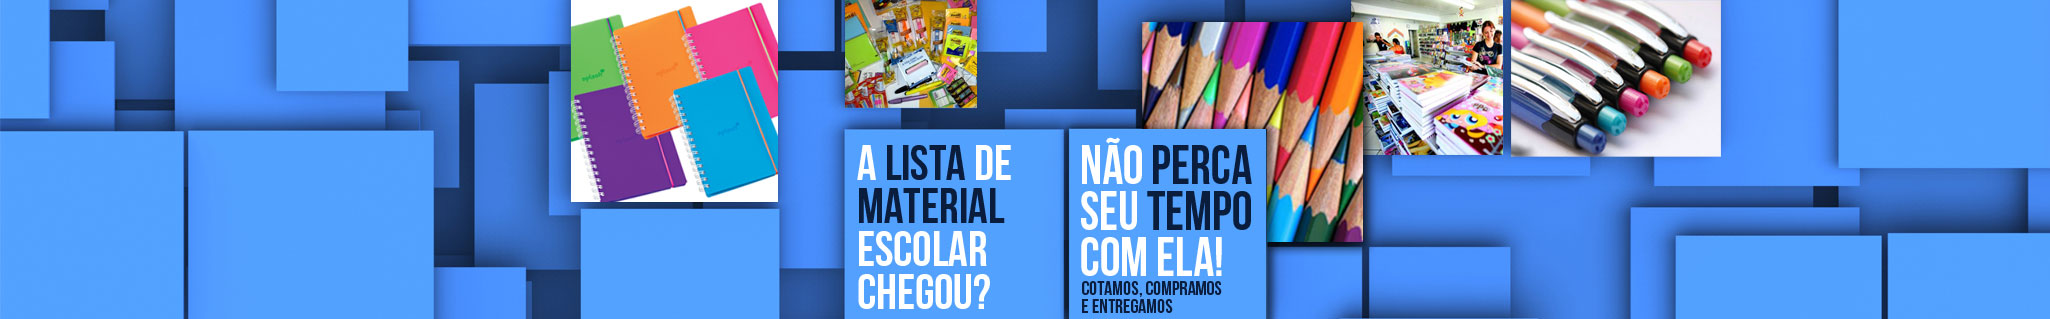 A LISTA DE
MATERIAL
ESCOLAR
CHEGOU?
NÃO PERCA
SEU TEMPO
COM ELA!
COTAMOS, COMPRAMOS
E ENTREGAMOS